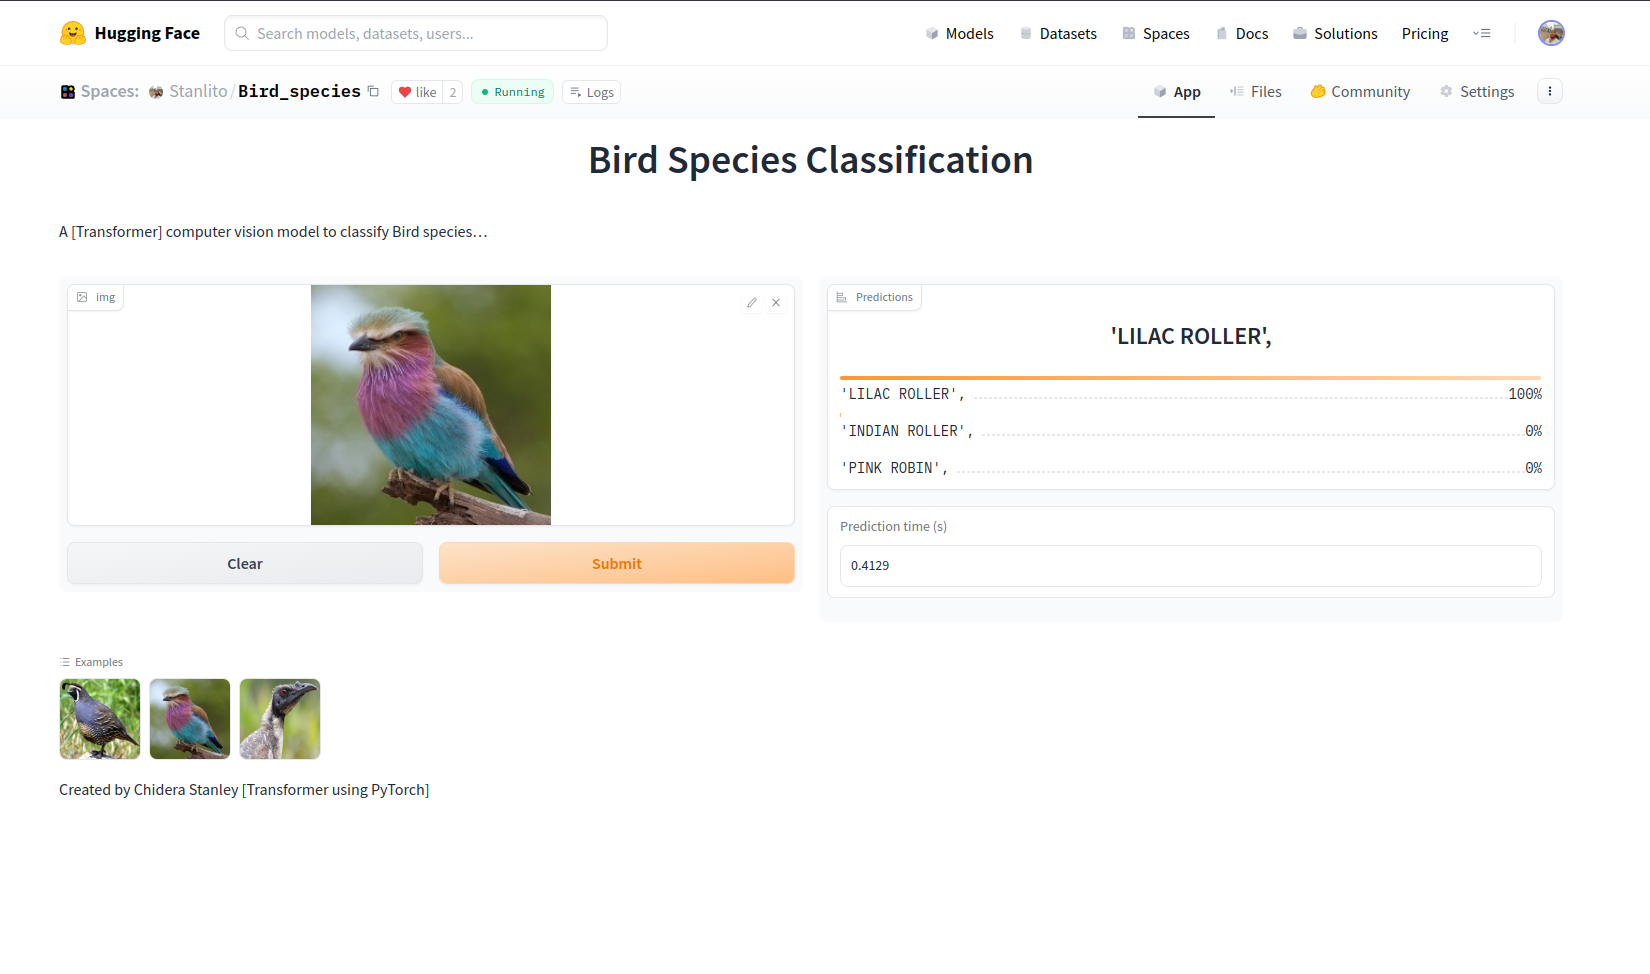 Hugging Face
Search models, datasets, users...
Models
Datasets
Spaces
Docs
Solutions
Pricing
Spaces:
Stanlito/Bird_species
like 2
Running
Logs
App
Files
Community
Settings
Bird Species Classification
A [Transformer] computer vision model to classify Bird species…
img
Clear
Submit
Predictions
'LILAC ROLLER',
'LILAC ROLLER', 100%
'INDIAN ROLLER', 0%
'PINK ROBIN', 0%
Prediction time (s)
0.4129
Examples
Created by Chidera Stanley [Transformer using PyTorch]